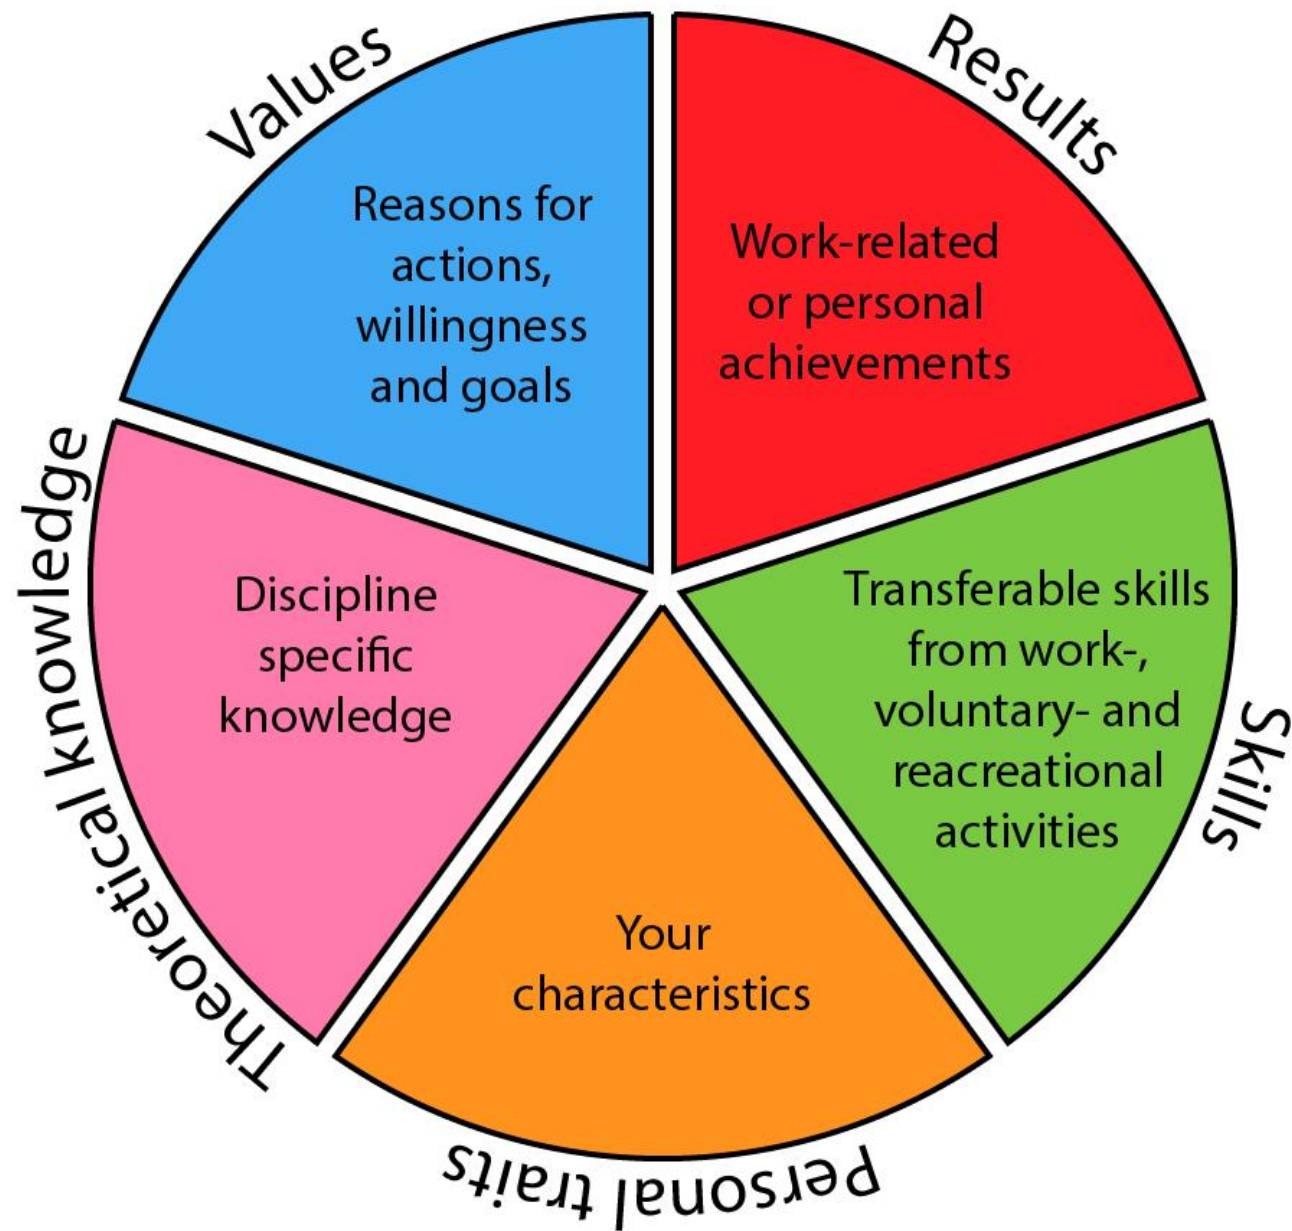 Values
Reasons for
actions,
willingness
and goals
Results
Work-related
or personal
achievements
Skills
Transferable skills
from work-,
voluntary- and
reacreational
activities
Personal traits
Your
characteristics
Theoretical knowledge
Discipline
specific
knowledge